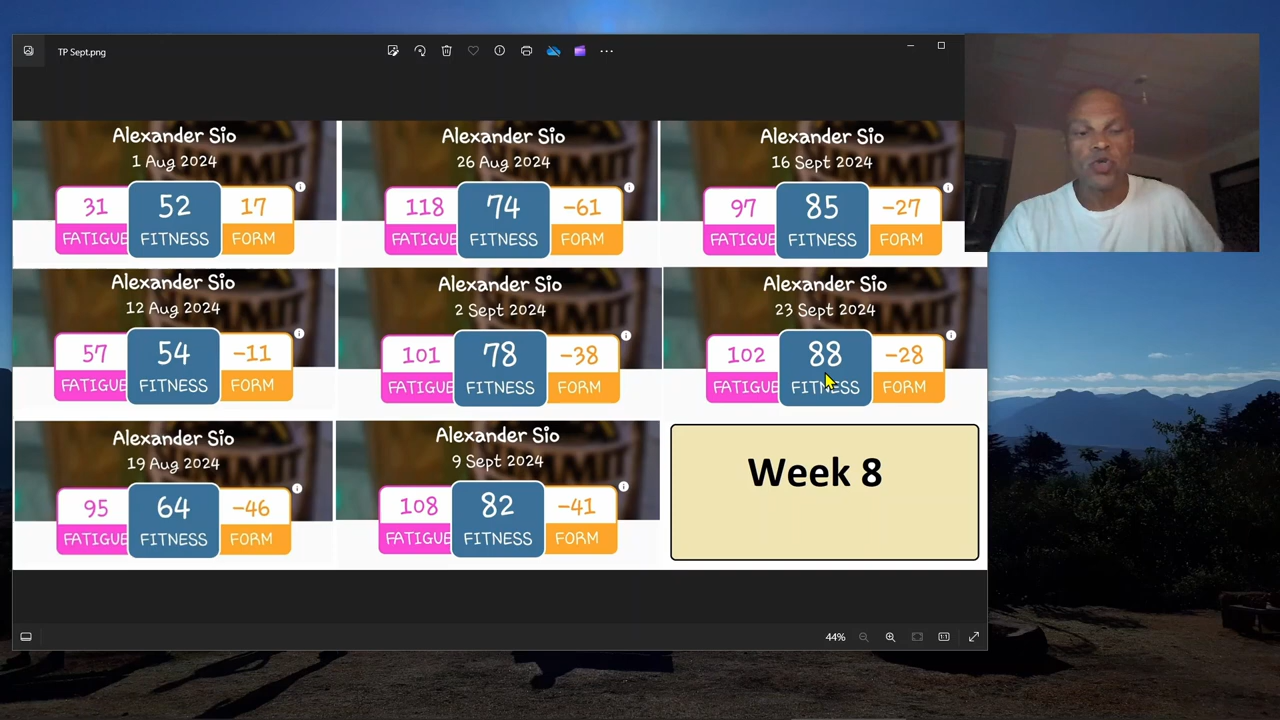 TP Sept.png
Alexander Sio
1 Aug 2024
31 52 17
FATIGUE FITNESS FORM
Alexander Sio
26 Aug 2024
118 74 -61
FATIGUE FITNESS FORM
Alexander Sio
16 Sept 2024
97 85 -27
FATIGUE FITNESS FORM
Alexander Sio
12 Aug 2024
57 54 -11
FATIGUE FITNESS FORM
Alexander Sio
2 Sept 2024
101 78 -38
FATIGUE FITNESS FORM
Alexander Sio
23 Sept 2024
102 88 -28
FATIGUE FITNESS FORM
Alexander Sio
19 Aug 2024
95 64 -46
FATIGUE FITNESS FORM
Alexander Sio
9 Sept 2024
108 82 -41
FATIGUE FITNESS FORM
Week 8
44%